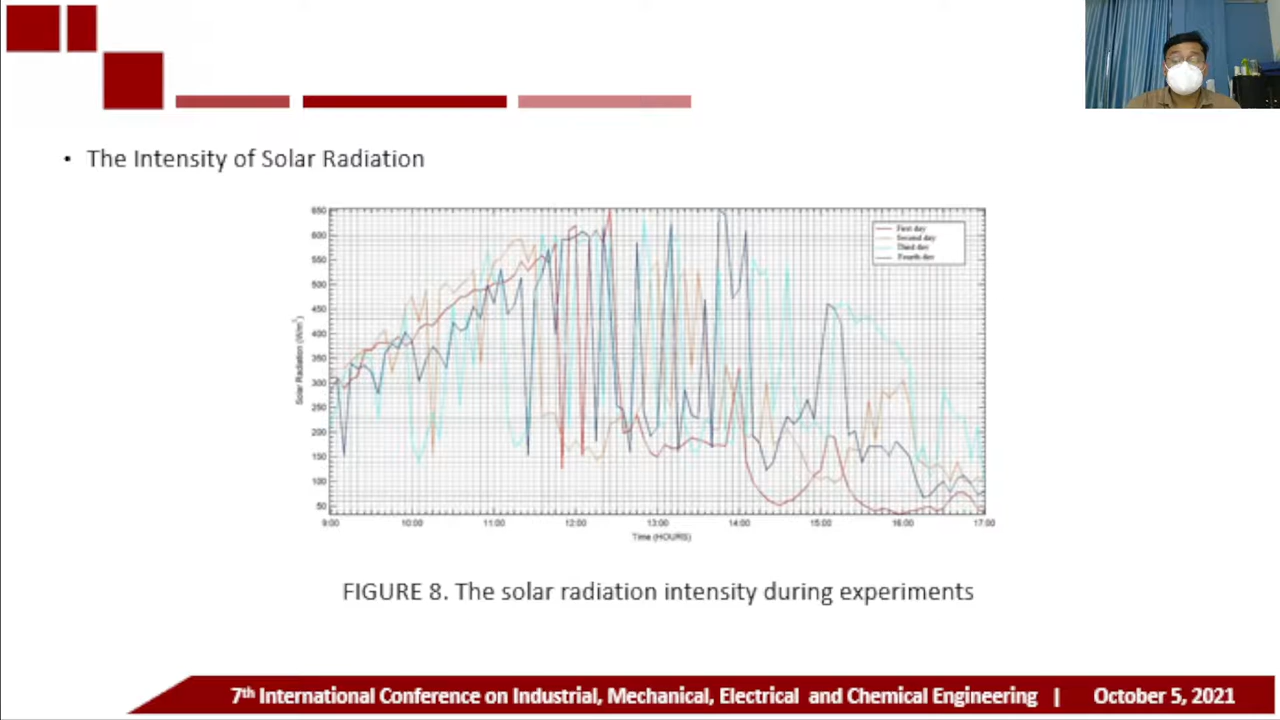 • The Intensity of Solar Radiation
650
600
550
500
450
400
350
300
250
200
150
100
50
Solar Radiation (W/m²)
First day
Second day
Third day
Fourth day
9:00 10:00 11:00 12:00 13:00 14:00 15:00 16:00 17:00
Time (HOURS)
FIGURE 8. The solar radiation intensity during experiments
7th International Conference on Industrial, Mechanical, Electrical and Chemical Engineering | October 5, 2021